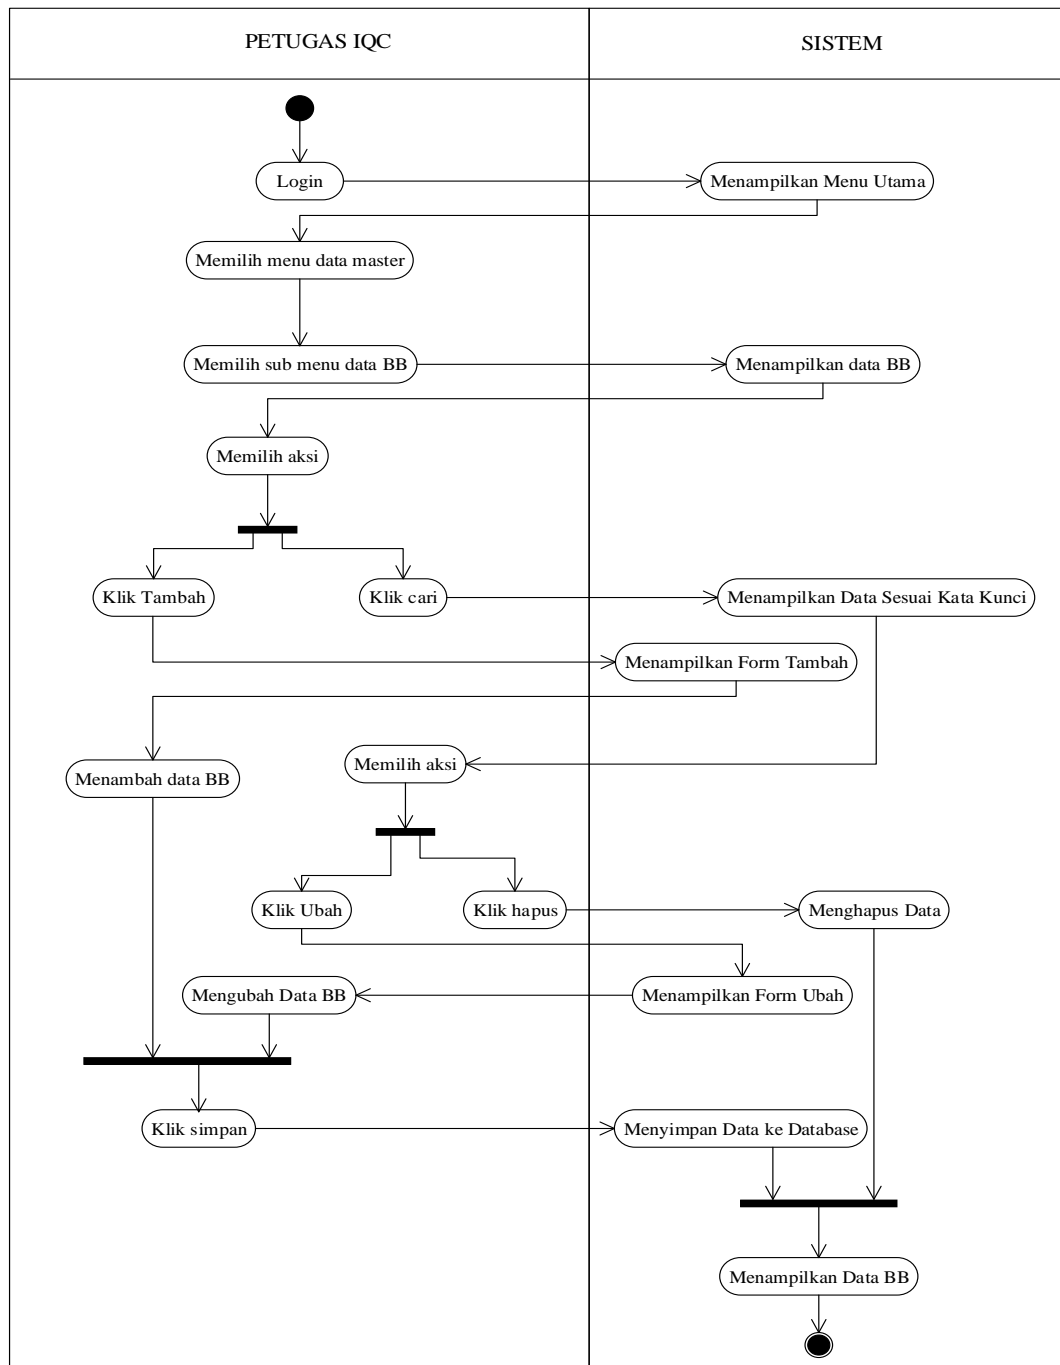 PETUGAS IQC
SISTEM
Login
Menampilkan Menu Utama
Memilih menu data master
Memilih sub menu data BB
Menampilkan data BB
Memilih aksi
Klik Tambah
Klik cari
Menampilkan Data Sesuai Kata Kunci
Menampilkan Form Tambah
Menambah data BB
Memilih aksi
Klik Ubah
Klik hapus
Menghapus Data
Mengubah Data BB
Menampilkan Form Ubah
Klik simpan
Menyimpan Data ke Database
Menampilkan Data BB